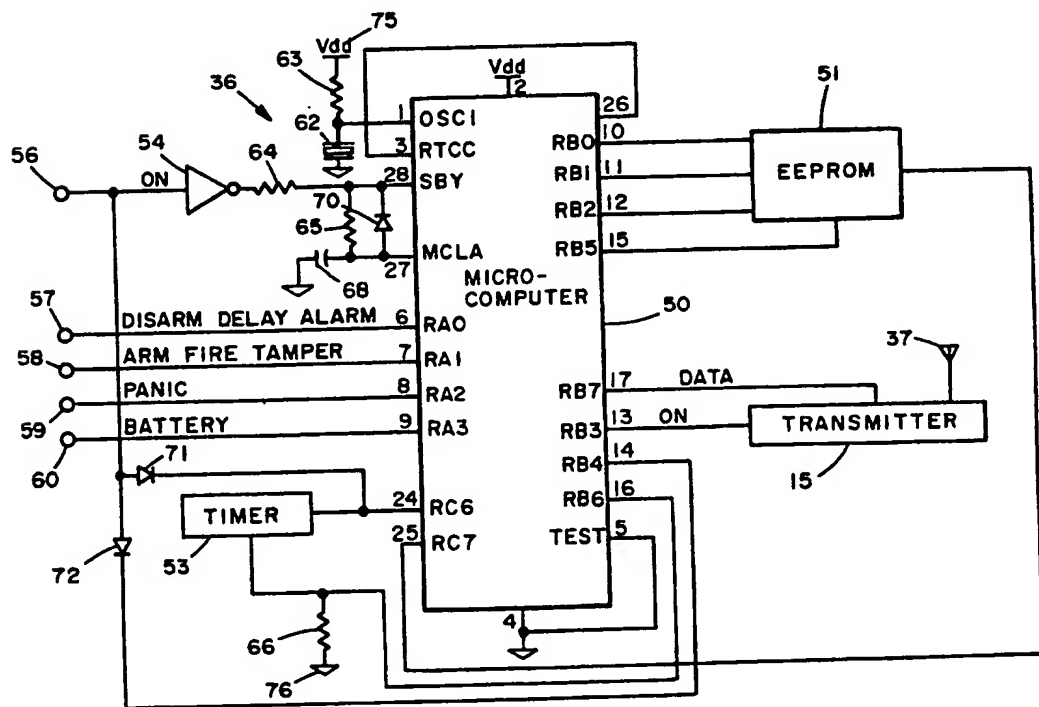 75
Vdd
63
36
Vdd
2
51
1
OSCI
26
62
3
RTCC
10
RB0
54
64
56
ON
28
SBY
11
RB1
EEPROM
70
12
RB2
65
15
RB5
27
MCLA
68
MICRO-
COMPUTER
50
57
DISARM DELAY ALARM
6
RA0
58
ARM FIRE TAMPER
7
RA1
37
59
PANIC
8
RA2
17
RB7
DATA
60
BATTERY
9
RA3
13
RB3
ON
TRANSMITTER
71
14
RB4
15
24
RC6
16
RB6
TIMER
25
RC7
5
TEST
53
72
4
66
76